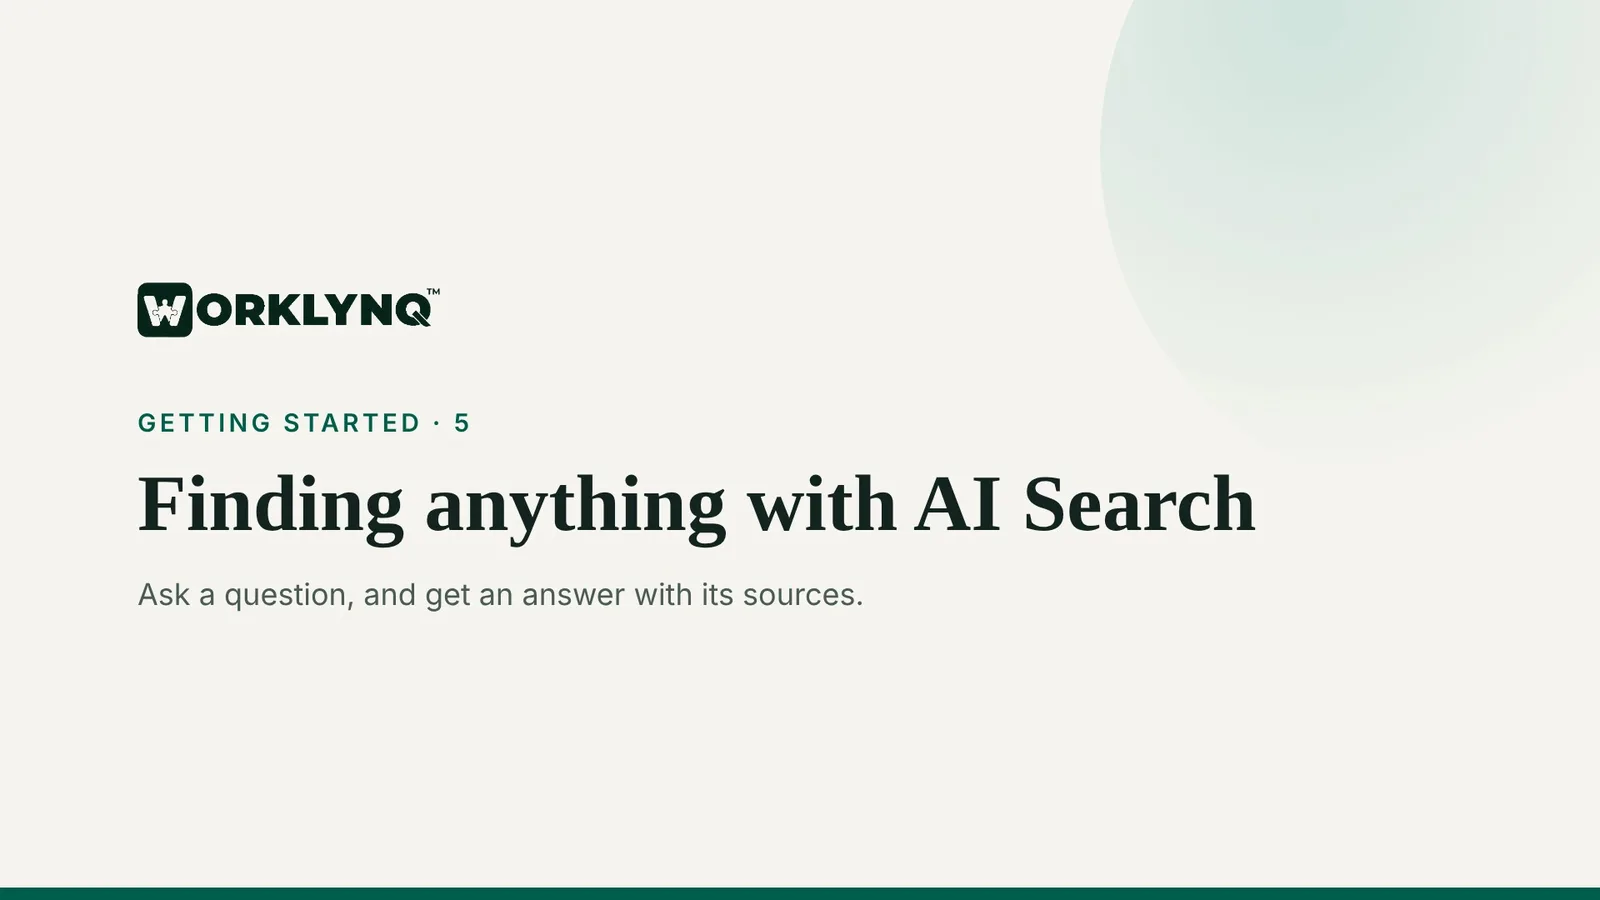 WORKLYNQ™
GETTING STARTED · 5
Finding anything with AI Search
Ask a question, and get an answer with its sources.